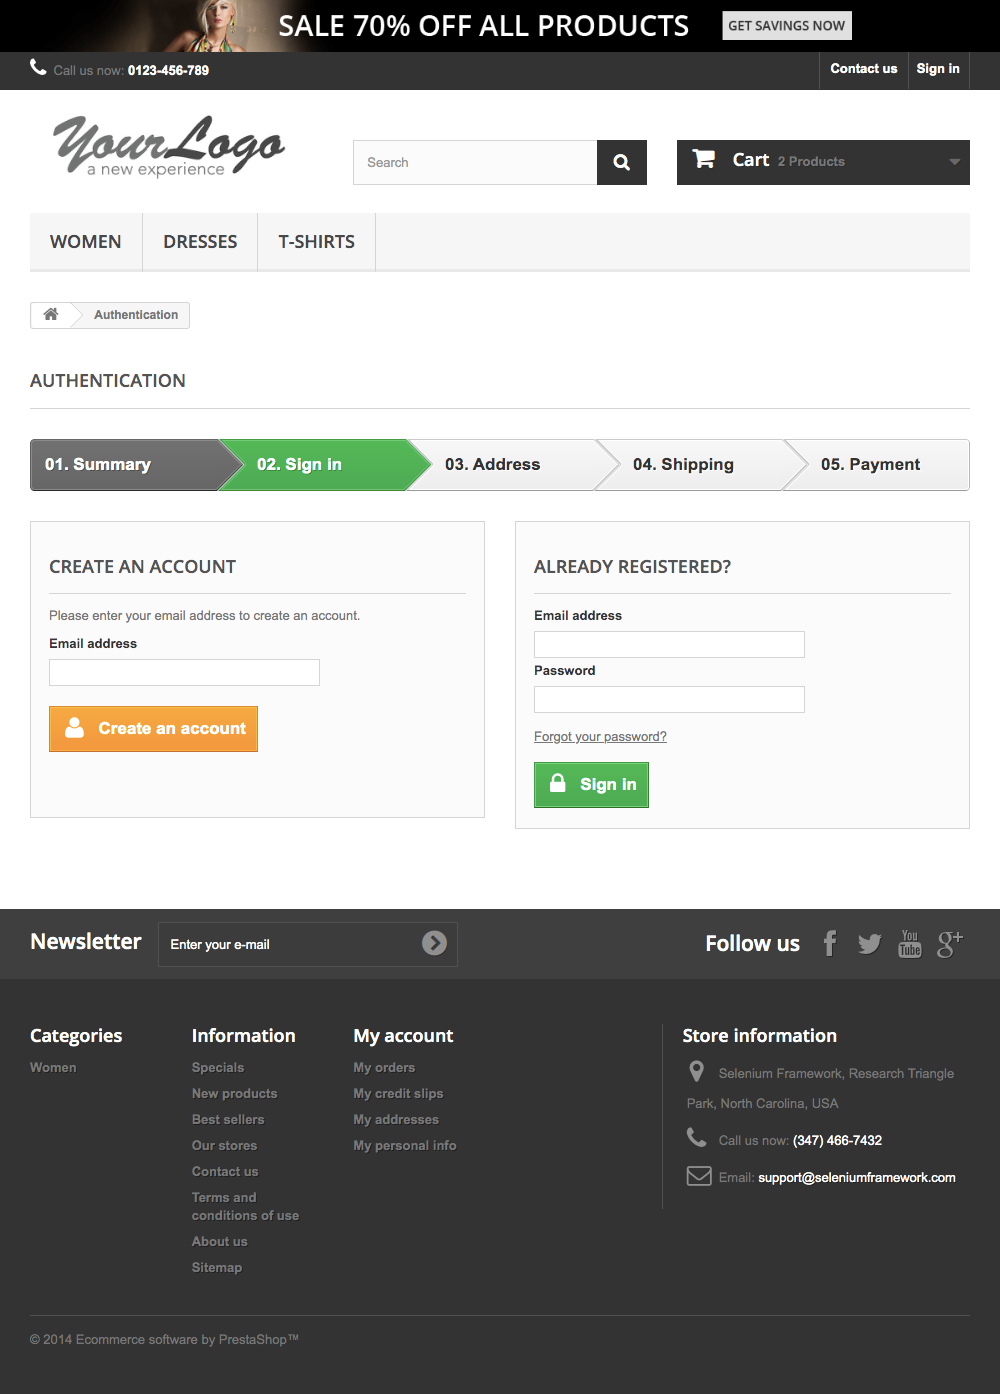 SALE 70% OFF ALL PRODUCTS GET SAVINGS NOW
Call us now: 0123-456-789 Contact us Sign in
YourLogo
a new experience
Search
Cart 2 Products
WOMEN DRESSES T-SHIRTS
Authentication
AUTHENTICATION
01. Summary 02. Sign in 03. Address 04. Shipping 05. Payment
CREATE AN ACCOUNT
Please enter your email address to create an account.
Email address
Create an account
ALREADY REGISTERED?
Email address
Password
Forgot your password?
Sign in
Newsletter Enter your e-mail
Follow us
You
Tube
g+
Categories
Women
Information
Specials
New products
Best sellers
Our stores
Contact us
Terms and
conditions of use
About us
Sitemap
My account
My orders
My credit slips
My addresses
My personal info
Store information
Selenium Framework, Research Triangle
Park, North Carolina, USA
Call us now: (347) 466-7432
Email: support@seleniumframework.com
© 2014 Ecommerce software by PrestaShop™